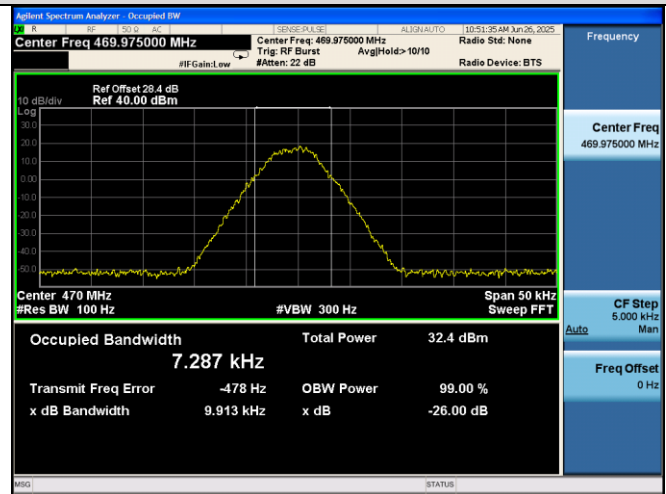 Agilent Spectrum Analyzer - Occupied BW
R RF 50 Ω AC SENSE:PULSE ALIGN AUTO 10:51:35 AM Jun 26, 2025
Center Freq 469.975000 MHz Center Freq: 469.975000 MHz Radio Std: None Frequency
Trig: RF Burst Avg|Hold:> 10/10
#IFGain:Low #Atten: 22 dB Radio Device: BTS
Ref Offset 28.4 dB
10 dB/div Ref 40.00 dBm
Log
30.0
20.0
10.0
0.00
-10.0
-20.0
-30.0
-40.0
-50.0
Center Freq
469.975000 MHz
Center 470 MHz Span 50 kHz
#Res BW 100 Hz #VBW 300 Hz Sweep FFT
CF Step
5.000 kHz
Auto Man
Occupied Bandwidth Total Power 32.4 dBm
7.287 kHz
Transmit Freq Error -478 Hz OBW Power 99.00 %
x dB Bandwidth 9.913 kHz x dB -26.00 dB
Freq Offset
0 Hz
MSG STATUS